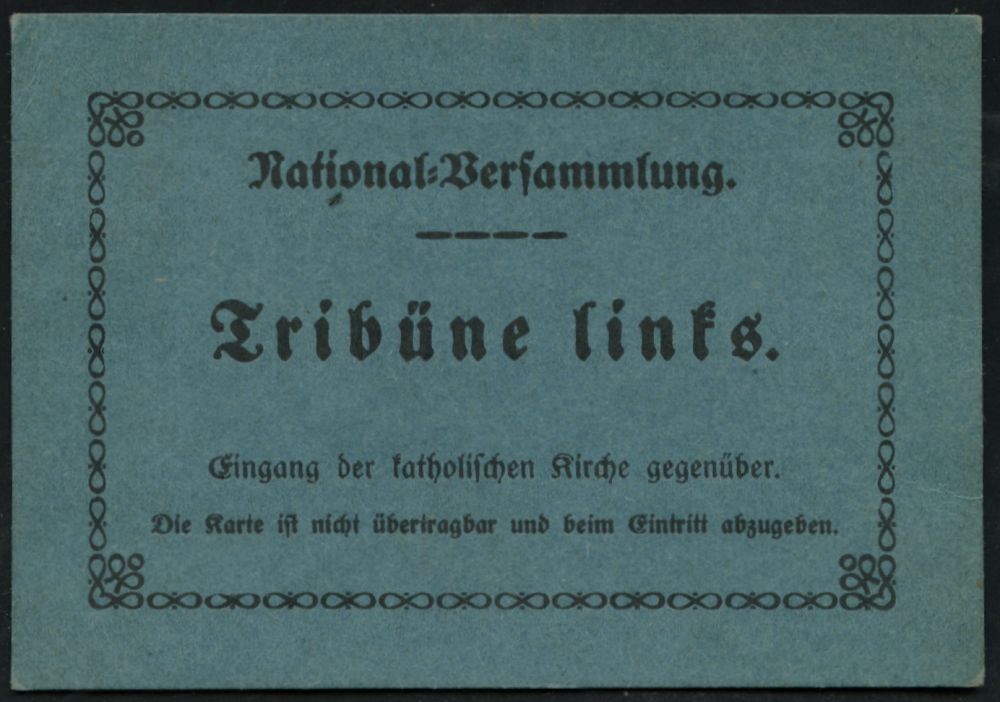 National-Versammlung.
Tribüne links.
Eingang der katholischen Kirche gegenüber.
Die Karte ist nicht übertragbar und beim Eintritt abzugeben.